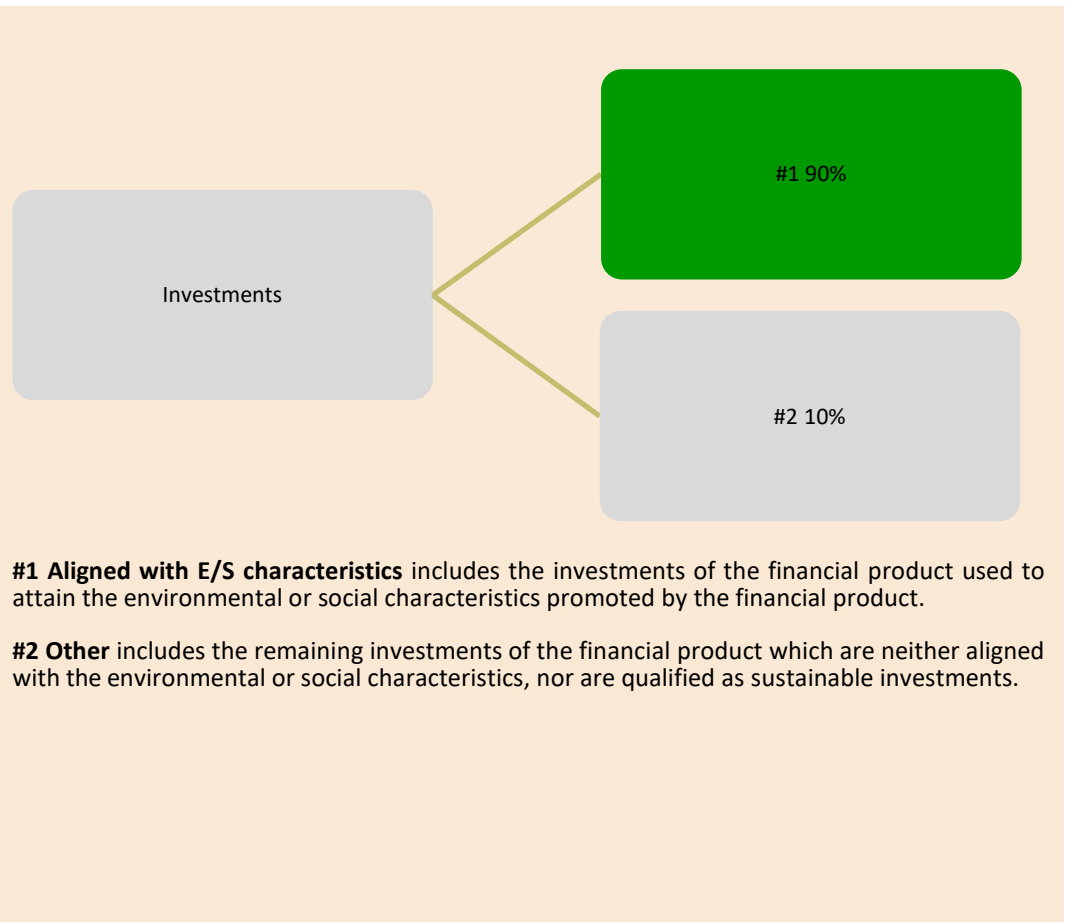 #1 90%
Investments
#2 10%
#1 Aligned with E/S characteristics includes the investments of the financial product used to
attain the environmental or social characteristics promoted by the financial product.
#2 Other includes the remaining investments of the financial product which are neither aligned
with the environmental or social characteristics, nor are qualified as sustainable investments.